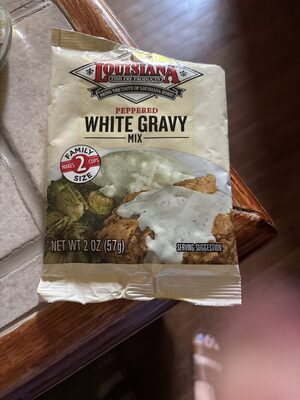 LOUISIANA
FISH FRY PRODUCTS
BRING THE TASTE OF LOUISIANA HOME!
PEPPERED
WHITE GRAVY
MIX
FAMILY
MAKES 2 CUPS
SIZE
NET WT 2 OZ (57g)
SERVING SUGGESTION